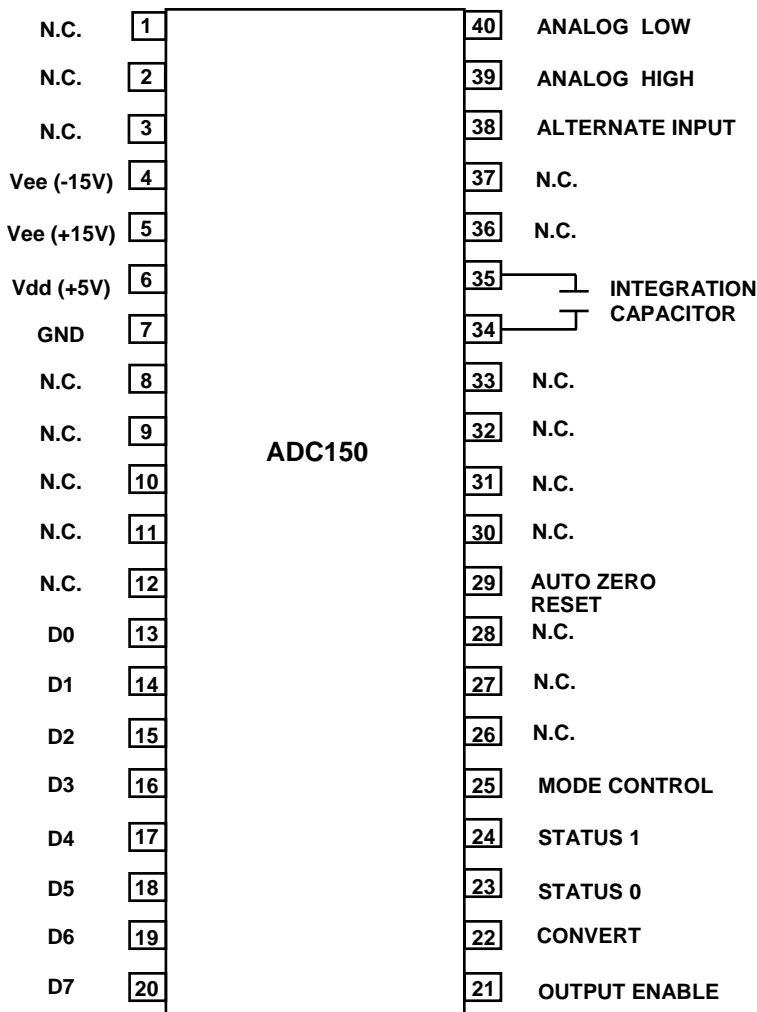 N.C. 1 40 ANALOG LOW
N.C. 2 39 ANALOG HIGH
N.C. 3 38 ALTERNATE INPUT
Vee (-15V) 4 37 N.C.
Vee (+15V) 5 36 N.C.
Vdd (+5V) 6 35
INTEGRATION
CAPACITOR
GND 7 34
N.C. 8 33 N.C.
N.C. 9 32 N.C.
ADC150
N.C. 10 31 N.C.
N.C. 11 30 N.C.
N.C. 12 29 AUTO ZERO
RESET
D0 13 28 N.C.
D1 14 27 N.C.
D2 15 26 N.C.
D3 16 25 MODE CONTROL
D4 17 24 STATUS 1
D5 18 23 STATUS 0
D6 19 22 CONVERT
D7 20 21 OUTPUT ENABLE